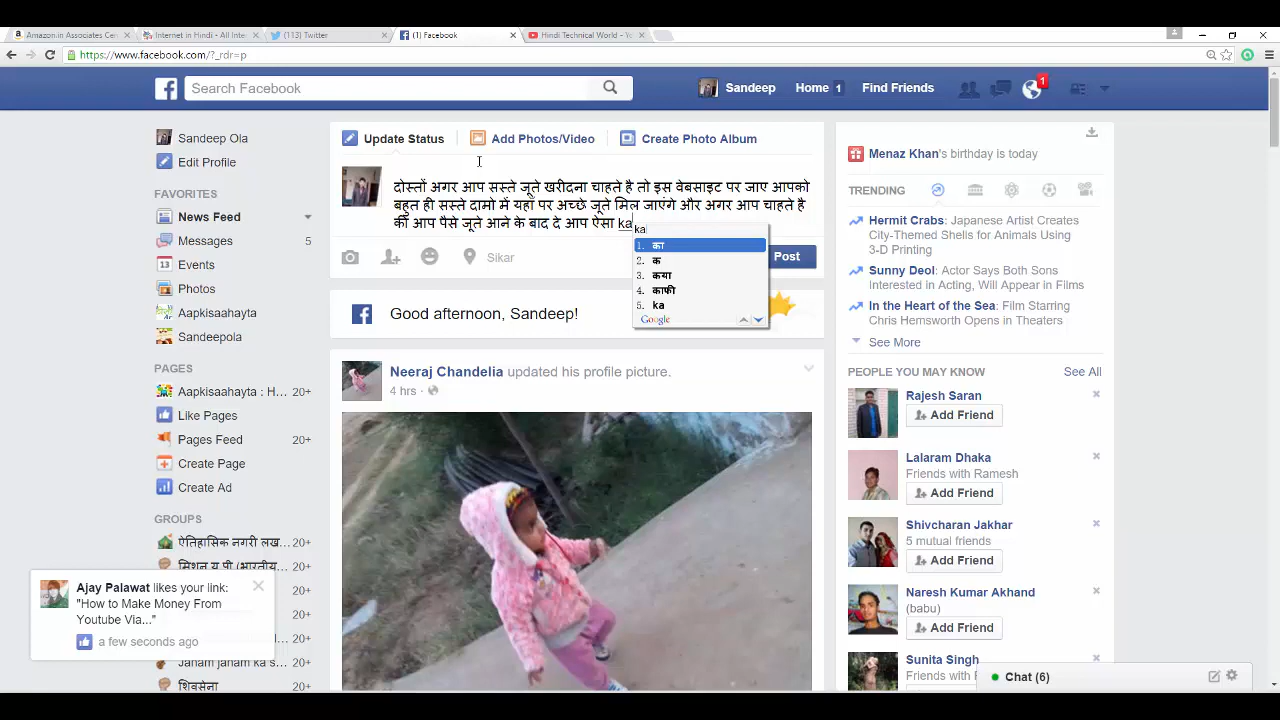 Amazon.in Associates Cen
Internet in Hindi - All Inte
(113) Twitter
(1) Facebook
Hindi Technical World - Yo
https://www.facebook.com/?_rdr=p
Search Facebook
Sandeep
Home 1
Find Friends
1
Sandeep Ola
Edit Profile
FAVORITES
News Feed
Messages 5
Events
Photos
Aapkisaahayta
Sandeepola
PAGES
Aapkisaahayta : H... 20+
Like Pages
Pages Feed 20+
Create Page
Create Ad
GROUPS
ऐतिहासिक नगरी लख... 20+
मिशन यू पी (भारतीय... 20+
20+
20+
20+
Janam janam ka s... 20+
शिवसेना 20+
Ajay Palawat likes your link:
"How to Make Money From
Youtube Via..."
a few seconds ago
Update Status
Add Photos/Video
Create Photo Album
दोस्तों अगर आप सस्ते जूते खरीदना चाहते है तो इस वेबसाइट पर जाए आपको
बहुत ही सस्ते दामो में यहाँ पर अच्छे जूते मिल जाएंगे और अगर आप चाहते है
की आप पैसे जूते आने के बाद दे आप ऐसा ka
ka
1. का
2. क
3. कया
4. काफी
5. ka
Google
Sikar
Post
Good afternoon, Sandeep!
Neeraj Chandelia updated his profile picture.
4 hrs
Menaz Khan's birthday is today
TRENDING
Hermit Crabs: Japanese Artist Creates
City-Themed Shells for Animals Using
3-D Printing
Sunny Deol: Actor Says Both Sons
Interested in Acting, Will Appear in Films
In the Heart of the Sea: Film Starring
Chris Hemsworth Opens in Theaters
See More
PEOPLE YOU MAY KNOW
See All
Rajesh Saran
Add Friend
Lalaram Dhaka
Friends with Ramesh
Add Friend
Shivcharan Jakhar
5 mutual friends
Add Friend
Naresh Kumar Akhand
(babu)
Add Friend
Sunita Singh
Friends with
Chat (6)